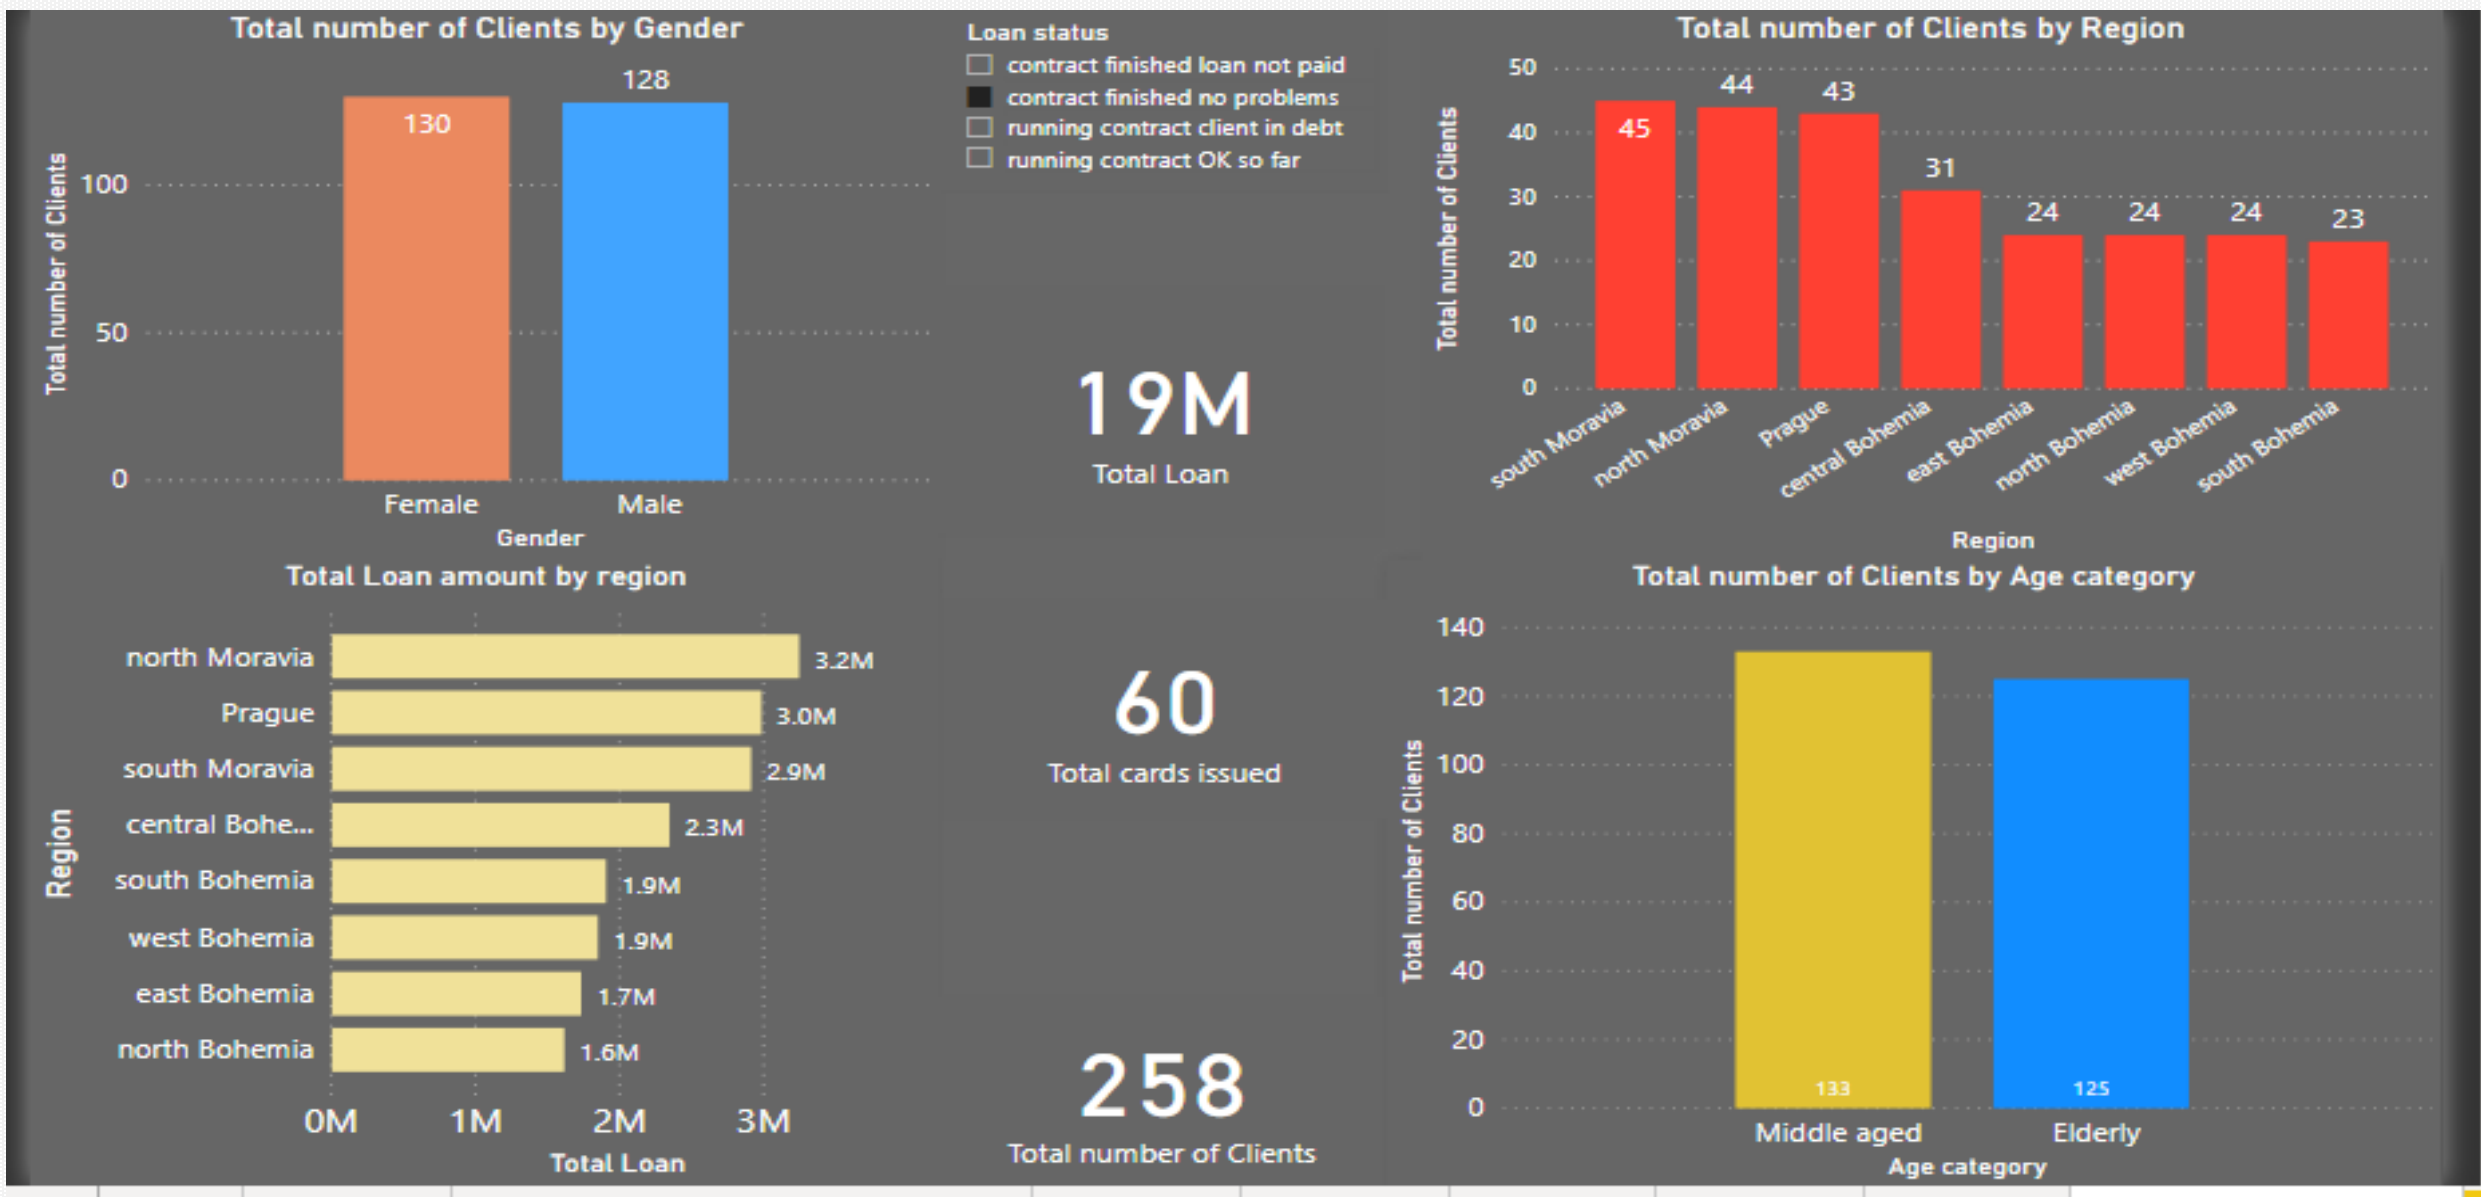 Total number of Clients by Gender
128
130
100
50
0
Total number of Clients
Female Male
Gender
Loan status
contract finished loan not paid
contract finished no problems
running contract client in debt
running contract OK so far
19M
Total Loan
60
Total cards issued
258
Total number of Clients
Total number of Clients by Region
50
40
30
20
10
0
Total number of Clients
45 44 43 31 24 24 24 23
south Moravia
north Moravia
Prague
central Bohemia
east Bohemia
north Bohemia
west Bohemia
south Bohemia
Region
Total Loan amount by region
Region
north Moravia 3.2M
Prague 3.0M
south Moravia 2.9M
central Bohe... 2.3M
south Bohemia 1.9M
west Bohemia 1.9M
east Bohemia 1.7M
north Bohemia 1.6M
0M 1M 2M 3M
Total Loan
Total number of Clients by Age category
140
120
100
80
60
40
20
0
Total number of Clients
133 125
Middle aged Elderly
Age category